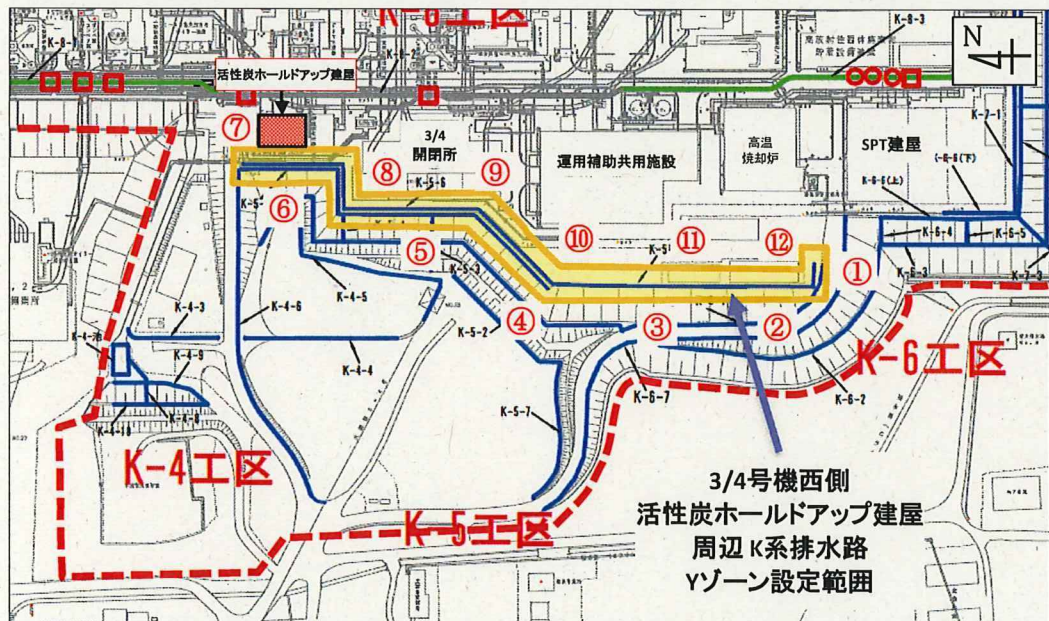 K-6工区
K-8-3
N
活性炭ホールドアップ建屋
K-7-1
⑦
3/4
開閉所
運用補助共用施設
高温
焼却炉
SPT建屋
⑧
⑨
K-5-6
K-6-6(上)
K-6-4
K-6-5
⑥
⑩
⑪
⑫
①
K-6-3
K-7-3
⑤
K-5-3
K-4-5
K-4-3
K-4-6
④
③
②
K-5-2
K-4-9
K-4-4
K-6-7
K-6-2
K-6工区
K-4-8
K-4-10
K-5-7
K-4工区
K-5工区
3/4号機西側
活性炭ホールドアップ建屋
周辺 K系排水路
Yゾーン設定範囲